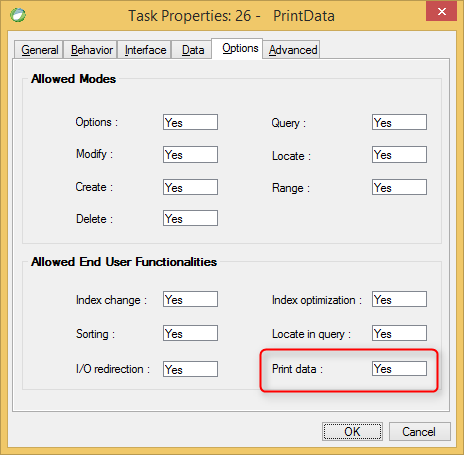 Task Properties: 26 -   PrintData
General Behavior Interface Data Options Advanced
Allowed Modes
Options : Yes Query : Yes
Modify : Yes Locate : Yes
Create : Yes Range : Yes
Delete : Yes
Allowed End User Functionalities
Index change : Yes Index optimization : Yes
Sorting : Yes Locate in query : Yes
I/O redirection : Yes Print data : Yes
OK Cancel